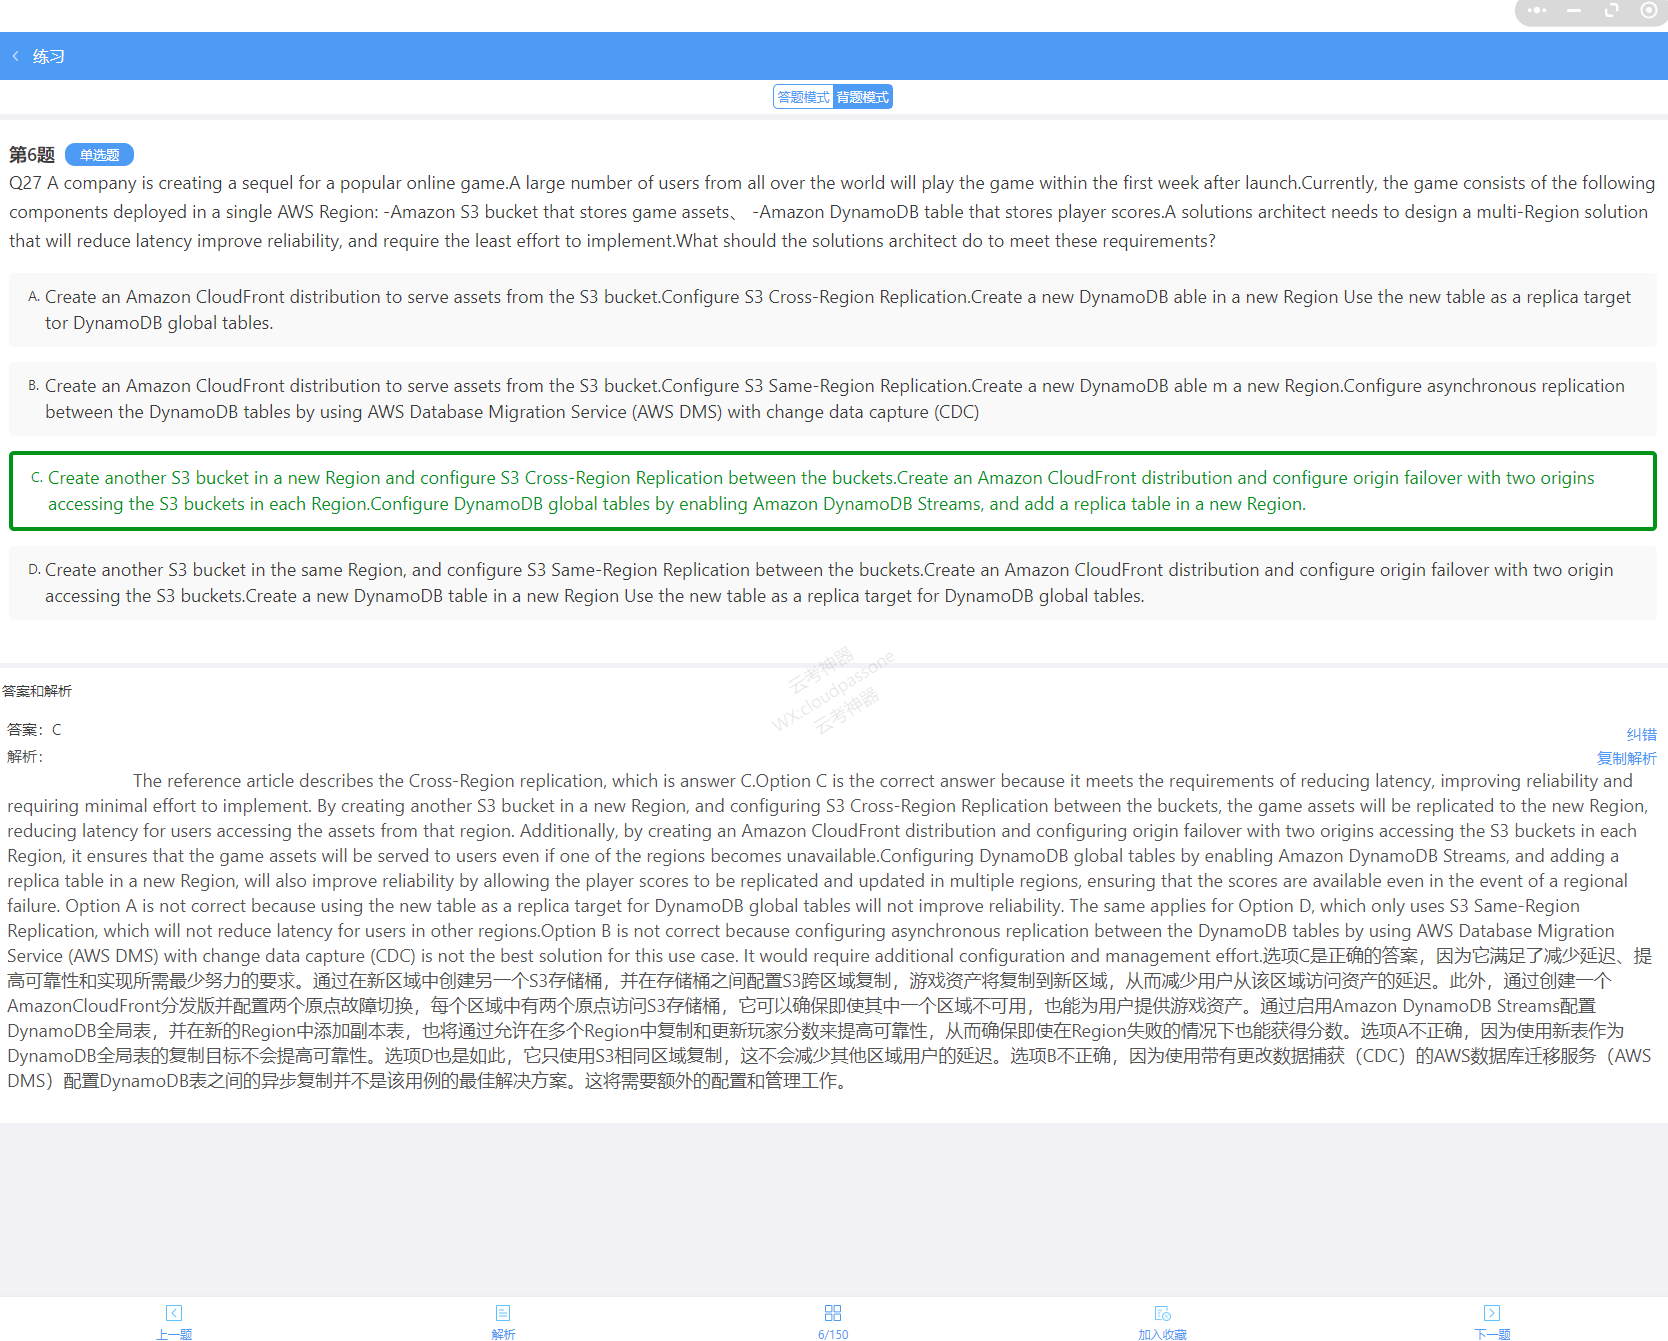 练习
答题模式 背题模式
第6题 单选题
Q27 A company is creating a sequel for a popular online game.A large number of users from all over the world will play the game within the first week after launch.Currently, the game consists of the following
components deployed in a single AWS Region: -Amazon S3 bucket that stores game assets、 -Amazon DynamoDB table that stores player scores.A solutions architect needs to design a multi-Region solution
that will reduce latency improve reliability, and require the least effort to implement.What should the solutions architect do to meet these requirements?
A. Create an Amazon CloudFront distribution to serve assets from the S3 bucket.Configure S3 Cross-Region Replication.Create a new DynamoDB able in a new Region Use the new table as a replica target
tor DynamoDB global tables.
B. Create an Amazon CloudFront distribution to serve assets from the S3 bucket.Configure S3 Same-Region Replication.Create a new DynamoDB able m a new Region.Configure asynchronous replication
between the DynamoDB tables by using AWS Database Migration Service (AWS DMS) with change data capture (CDC)
C. Create another S3 bucket in a new Region and configure S3 Cross-Region Replication between the buckets.Create an Amazon CloudFront distribution and configure origin failover with two origins
accessing the S3 buckets in each Region.Configure DynamoDB global tables by enabling Amazon DynamoDB Streams, and add a replica table in a new Region.
D. Create another S3 bucket in the same Region, and configure S3 Same-Region Replication between the buckets.Create an Amazon CloudFront distribution and configure origin failover with two origin
accessing the S3 buckets.Create a new DynamoDB table in a new Region Use the new table as a replica target for DynamoDB global tables.
云考神器
WX:cloudpassone
云考神器
答案和解析
答案：C
纠错
解析：
复制解析
The reference article describes the Cross-Region replication, which is answer C.Option C is the correct answer because it meets the requirements of reducing latency, improving reliability and
requiring minimal effort to implement. By creating another S3 bucket in a new Region, and configuring S3 Cross-Region Replication between the buckets, the game assets will be replicated to the new Region,
reducing latency for users accessing the assets from that region. Additionally, by creating an Amazon CloudFront distribution and configuring origin failover with two origins accessing the S3 buckets in each
Region, it ensures that the game assets will be served to users even if one of the regions becomes unavailable.Configuring DynamoDB global tables by enabling Amazon DynamoDB Streams, and adding a
replica table in a new Region, will also improve reliability by allowing the player scores to be replicated and updated in multiple regions, ensuring that the scores are available even in the event of a regional
failure. Option A is not correct because using the new table as a replica target for DynamoDB global tables will not improve reliability. The same applies for Option D, which only uses S3 Same-Region
Replication, which will not reduce latency for users in other regions.Option B is not correct because configuring asynchronous replication between the DynamoDB tables by using AWS Database Migration
Service (AWS DMS) with change data capture (CDC) is not the best solution for this use case. It would require additional configuration and management effort.选项C是正确的答案，因为它满足了减少延迟、提
高可靠性和实现所需最少努力的要求。通过在新区域中创建另一个S3存储桶，并在存储桶之间配置S3跨区域复制，游戏资产将复制到新区域，从而减少用户从该区域访问资产的延迟。此外，通过创建一个
AmazonCloudFront分发版并配置两个原点故障切换，每个区域中有两个原点访问S3存储桶，它可以确保即使其中一个区域不可用，也能为用户提供游戏资产。通过启用Amazon DynamoDB Streams配置
DynamoDB全局表，并在新的Region中添加副本表，也将通过允许在多个Region中复制和更新玩家分数来提高可靠性，从而确保即使在Region失败的情况下也能获得分数。选项A不正确，因为使用新表作为
DynamoDB全局表的复制目标不会提高可靠性。选项D也是如此，它只使用S3相同区域复制，这不会减少其他区域用户的延迟。选项B不正确，因为使用带有更改数据捕获（CDC）的AWS数据库迁移服务（AWS
DMS）配置DynamoDB表之间的异步复制并不是该用例的最佳解决方案。这将需要额外的配置和管理工作。
上一题 解析 6/150 加入收藏 下一题